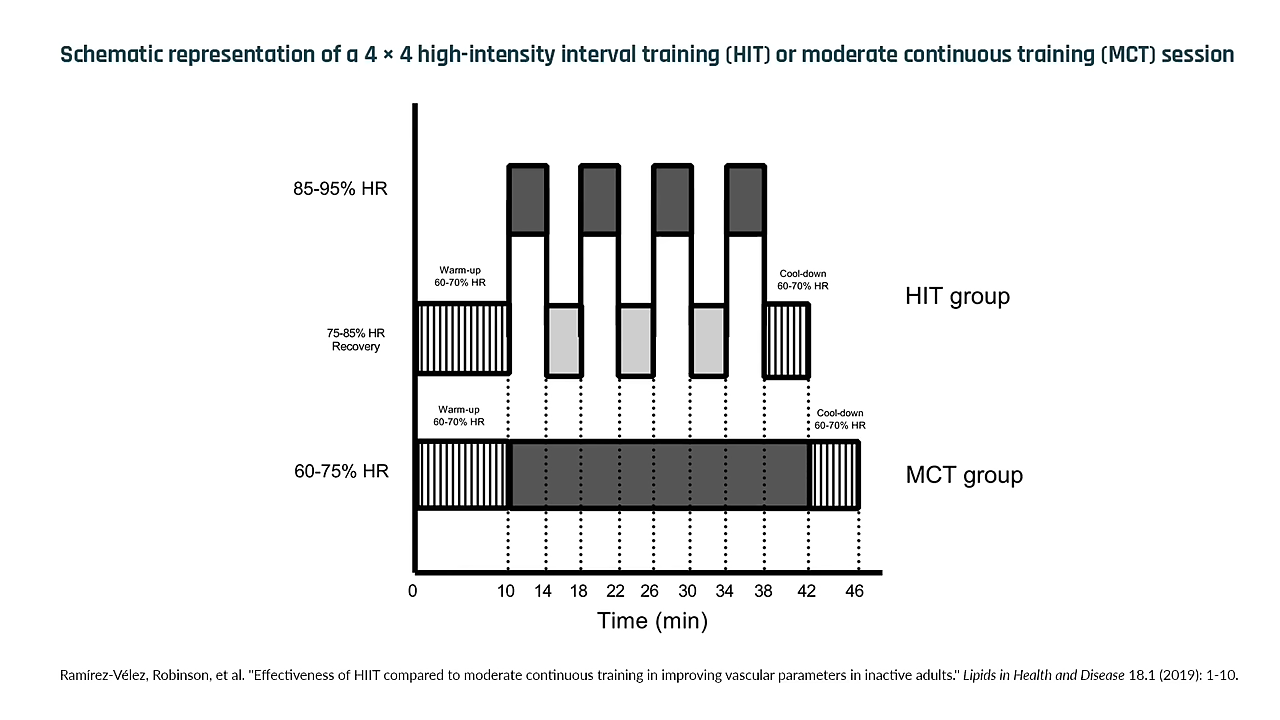 Schematic representation of a 4 × 4 high-intensity interval training (HIT) or moderate continuous training (MCT) session
85-95% HR
Warm-up
60-70% HR
Cool-down
60-70% HR
HIT group
75-85% HR
Recovery
Warm-up
60-70% HR
Cool-down
60-70% HR
60-75% HR
MCT group
0 10 14 18 22 26 30 34 38 42 46
Time (min)
Ramírez-Vélez, Robinson, et al. "Effectiveness of HIIT compared to moderate continuous training in improving vascular parameters in inactive adults." Lipids in Health and Disease 18.1 (2019): 1-10.